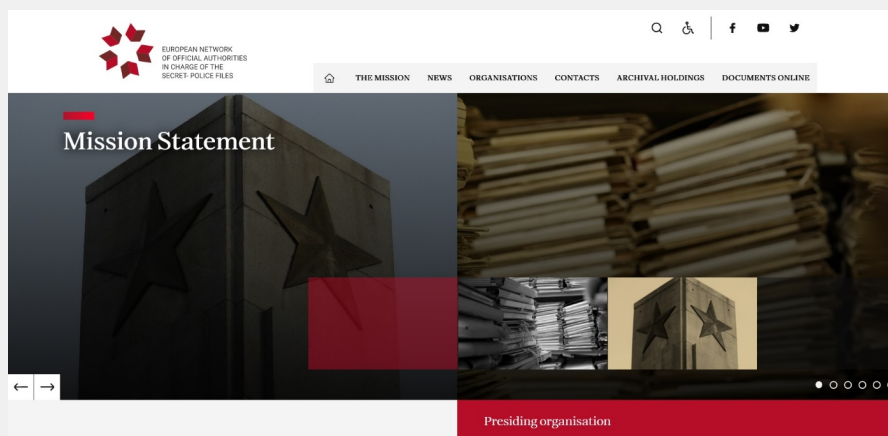 EUROPEAN NETWORK
OF OFFICIAL AUTHORITIES
IN CHARGE OF THE
SECRET- POLICE FILES
THE MISSION NEWS ORGANISATIONS CONTACTS ARCHIVAL HOLDINGS DOCUMENTS ONLINE
Mission Statement
Presiding organisation